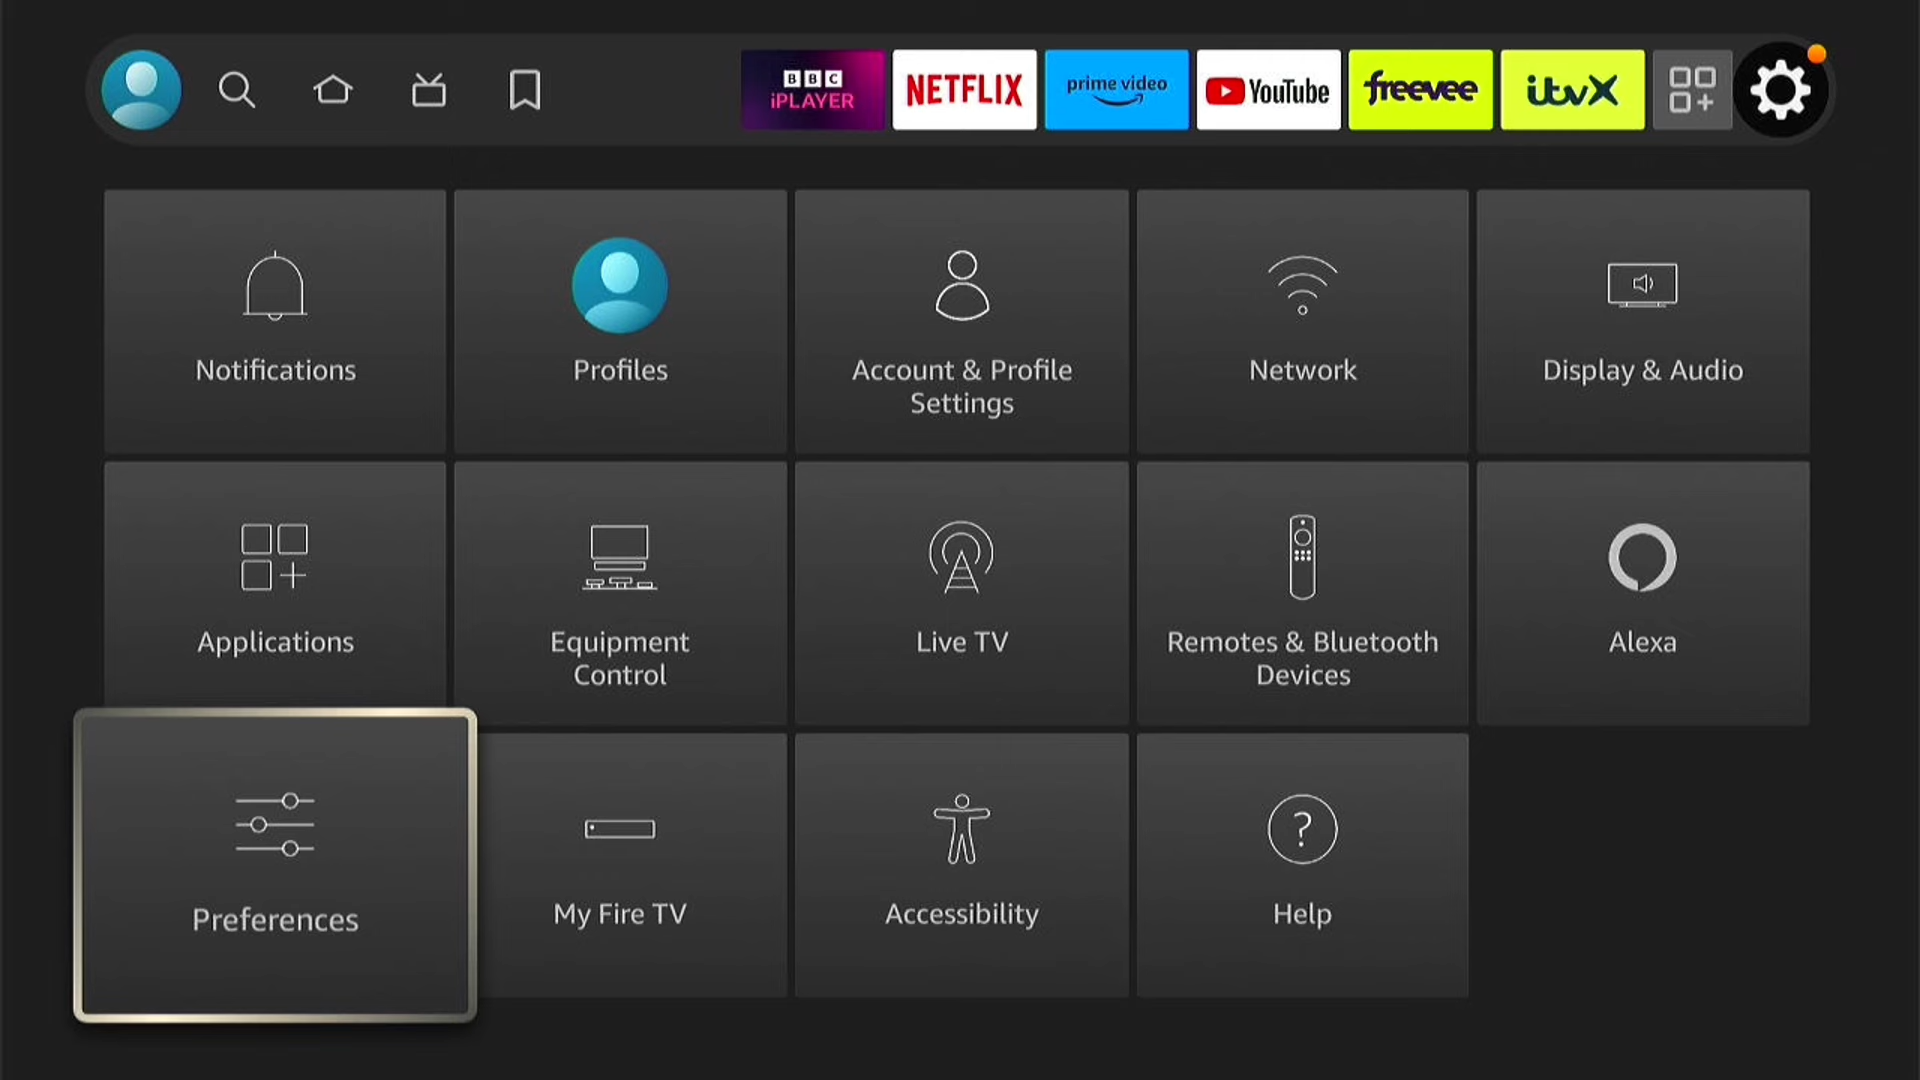 BBC
iPLAYER
NETFLIX
prime video
YouTube
freevee
itvX
Notifications
Profiles
Account & Profile
Settings
Network
Display & Audio
Applications
Equipment
Control
Live TV
Remotes & Bluetooth
Devices
Alexa
Preferences
My Fire TV
Accessibility
?
Help